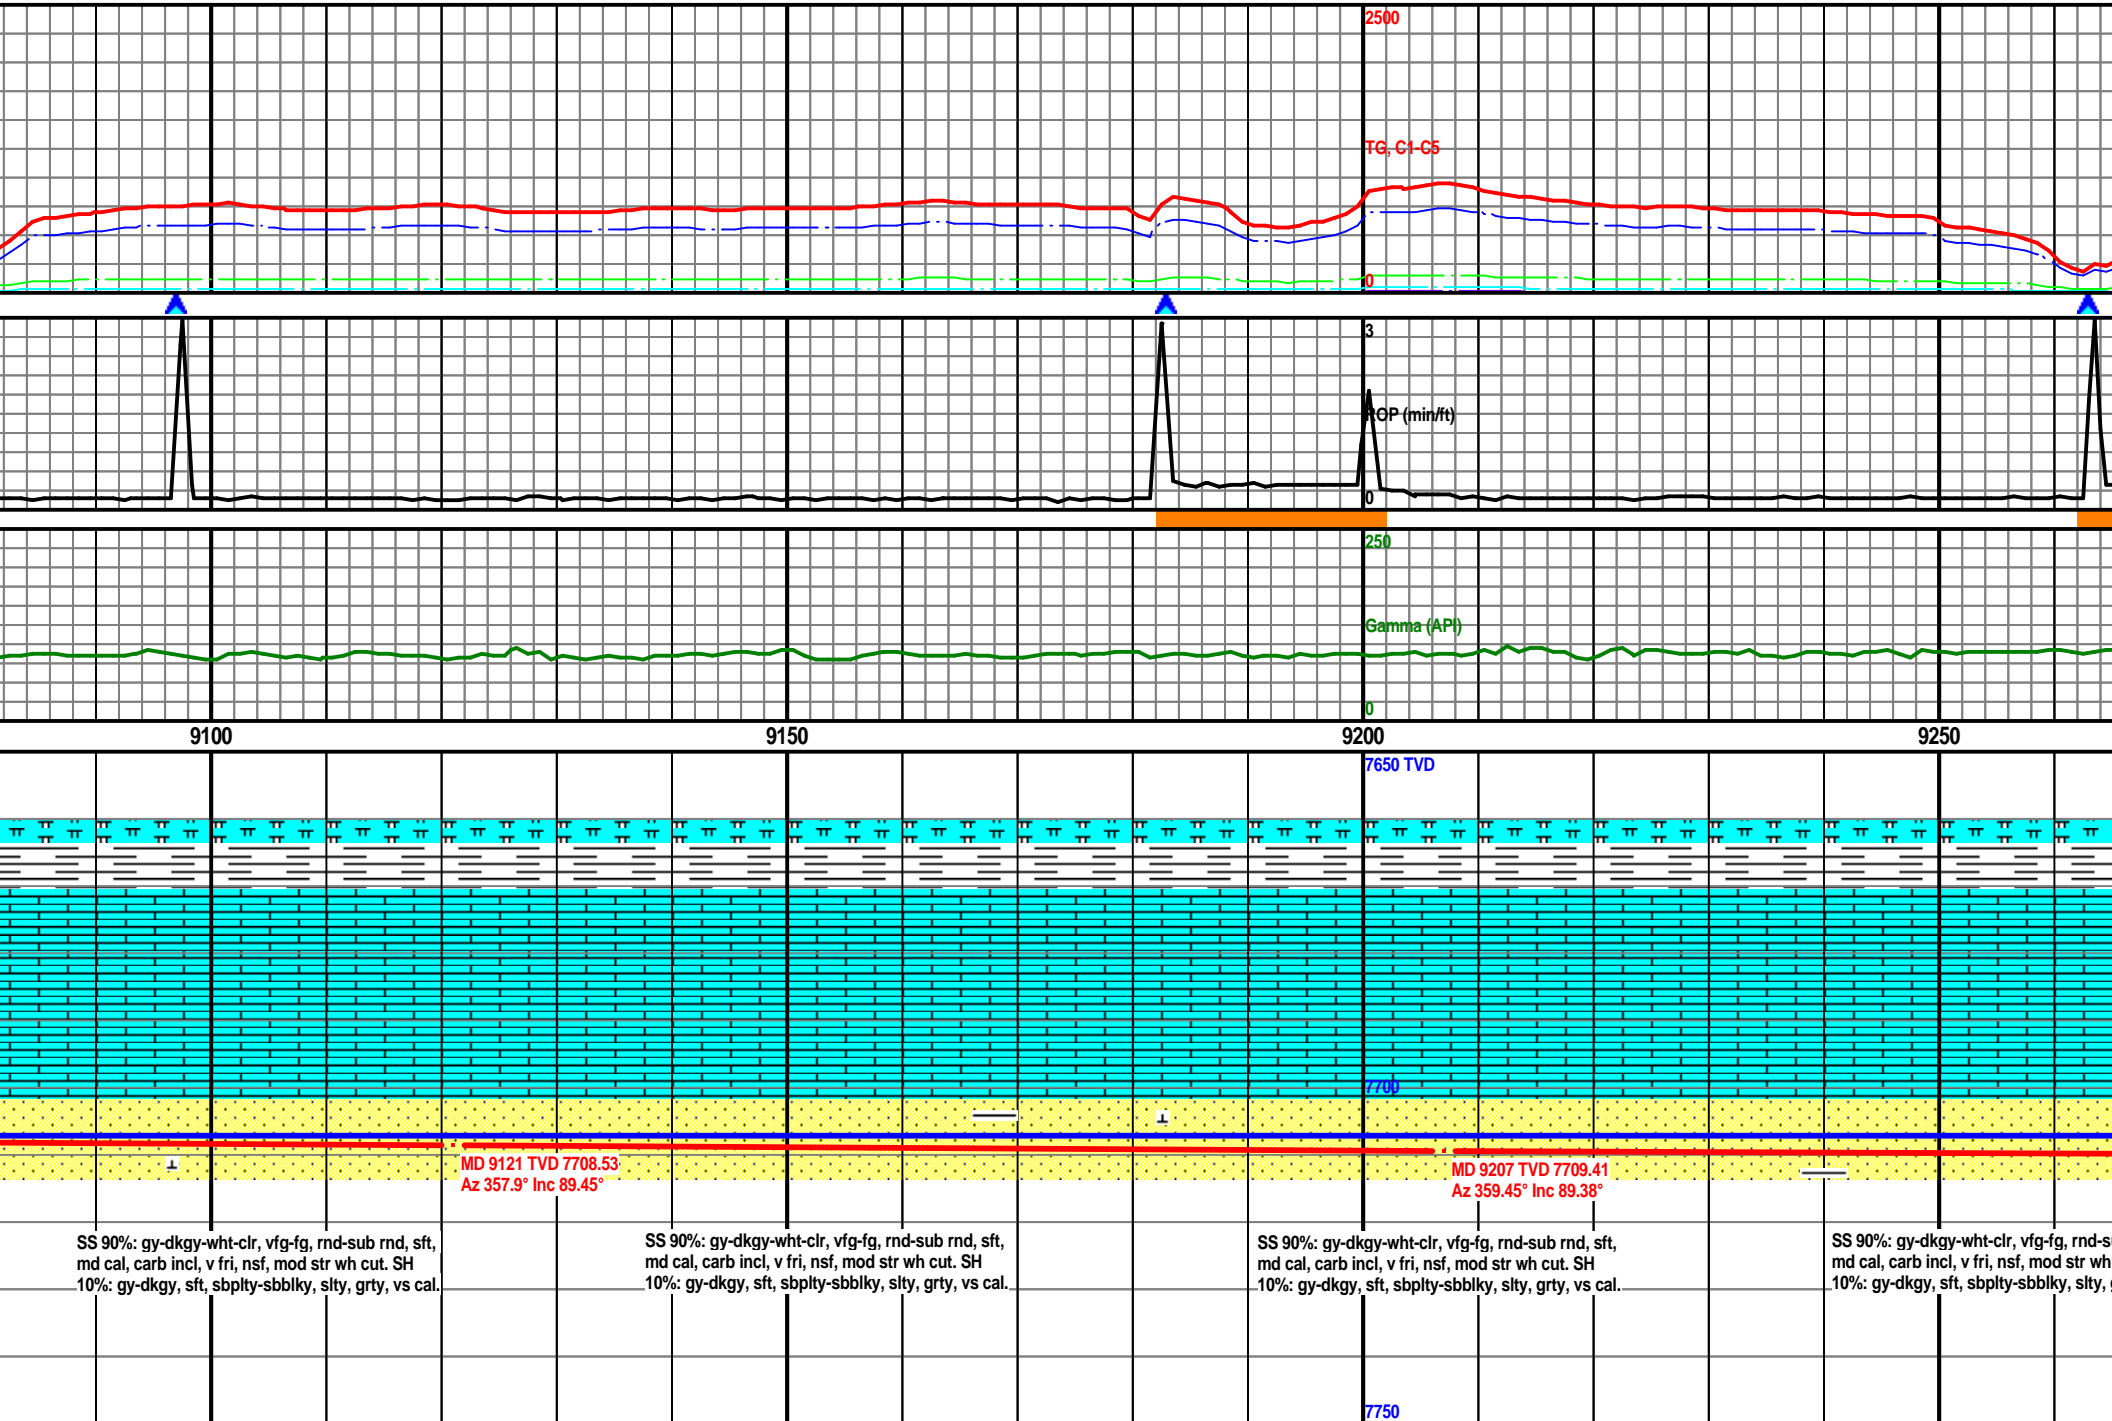 2500
TG, C1-C5
0
3
ROP (min/ft)
0
250
Gamma (API)
0
9100 9150 9200 9250
7650 TVD
7700
MD 9121 TVD 7708.53
Az 357.9° Inc 89.45°
MD 9207 TVD 7709.41
Az 359.45° Inc 89.38°
SS 90%: gy-dkgy-wht-clr, vfg-fg, rnd-sub rnd, sft,
md cal, carb incl, v fri, nsf, mod str wh cut. SH
10%: gy-dkgy, sft, sbplty-sbblky, slty, grty, vs cal.
SS 90%: gy-dkgy-wht-clr, vfg-fg, rnd-sub rnd, sft,
md cal, carb incl, v fri, nsf, mod str wh cut. SH
10%: gy-dkgy, sft, sbplty-sbblky, slty, grty, vs cal.
SS 90%: gy-dkgy-wht-clr, vfg-fg, rnd-sub rnd, sft,
md cal, carb incl, v fri, nsf, mod str wh cut. SH
10%: gy-dkgy, sft, sbplty-sbblky, slty, grty, vs cal.
SS 90%: gy-dkgy-wht-clr, vfg-fg, rnd-s
md cal, carb incl, v fri, nsf, mod str wh
10%: gy-dkgy, sft, sbplty-sbblky, slty,
7750